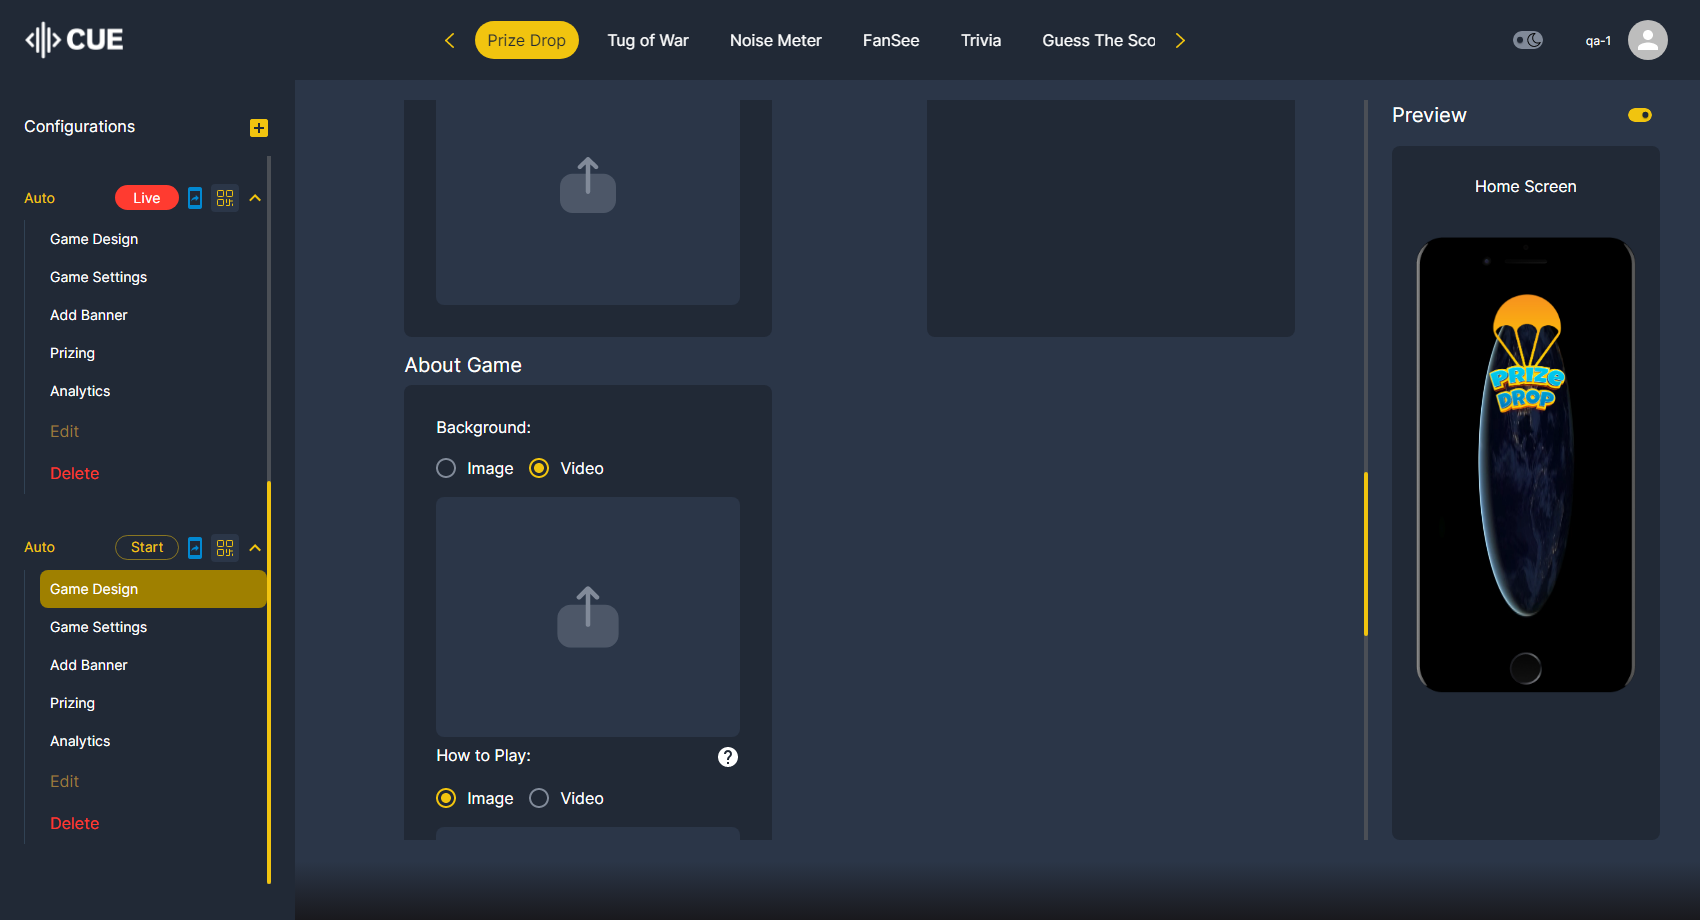 CUE
Prize Drop
Tug of War
Noise Meter
FanSee
Trivia
Guess The Sco
qa-1
Configurations
Auto
Live
Game Design
Game Settings
Add Banner
Prizing
Analytics
Edit
Delete
Auto
Start
Game Design
Game Settings
Add Banner
Prizing
Analytics
Edit
Delete
About Game
Background:
Image
Video
How to Play:
?
Image
Video
Preview
Home Screen
PRIZE
DROP